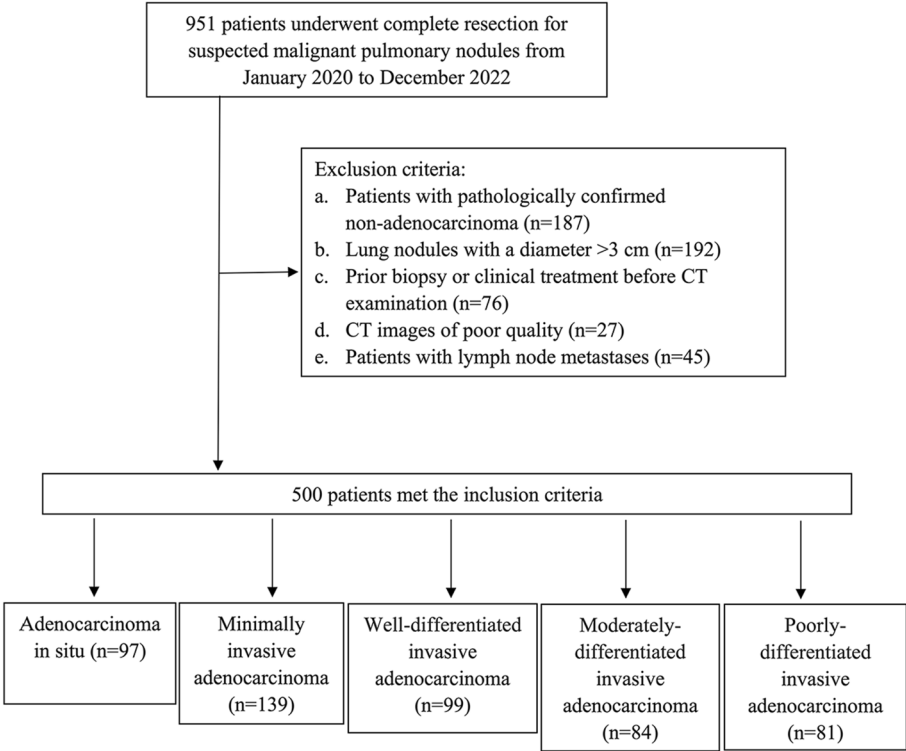 951 patients underwent complete resection for
suspected malignant pulmonary nodules from
January 2020 to December 2022
Exclusion criteria:
a. Patients with pathologically confirmed
non-adenocarcinoma (n=187)
b. Lung nodules with a diameter >3 cm (n=192)
c. Prior biopsy or clinical treatment before CT
examination (n=76)
d. CT images of poor quality (n=27)
e. Patients with lymph node metastases (n=45)
500 patients met the inclusion criteria
Adenocarcinoma
in situ (n=97)
Minimally
invasive
adenocarcinoma
(n=139)
Well-differentiated
invasive
adenocarcinoma
(n=99)
Moderately-
differentiated
invasive
adenocarcinoma
(n=84)
Poorly-
differentiated
invasive
adenocarcinoma
(n=81)